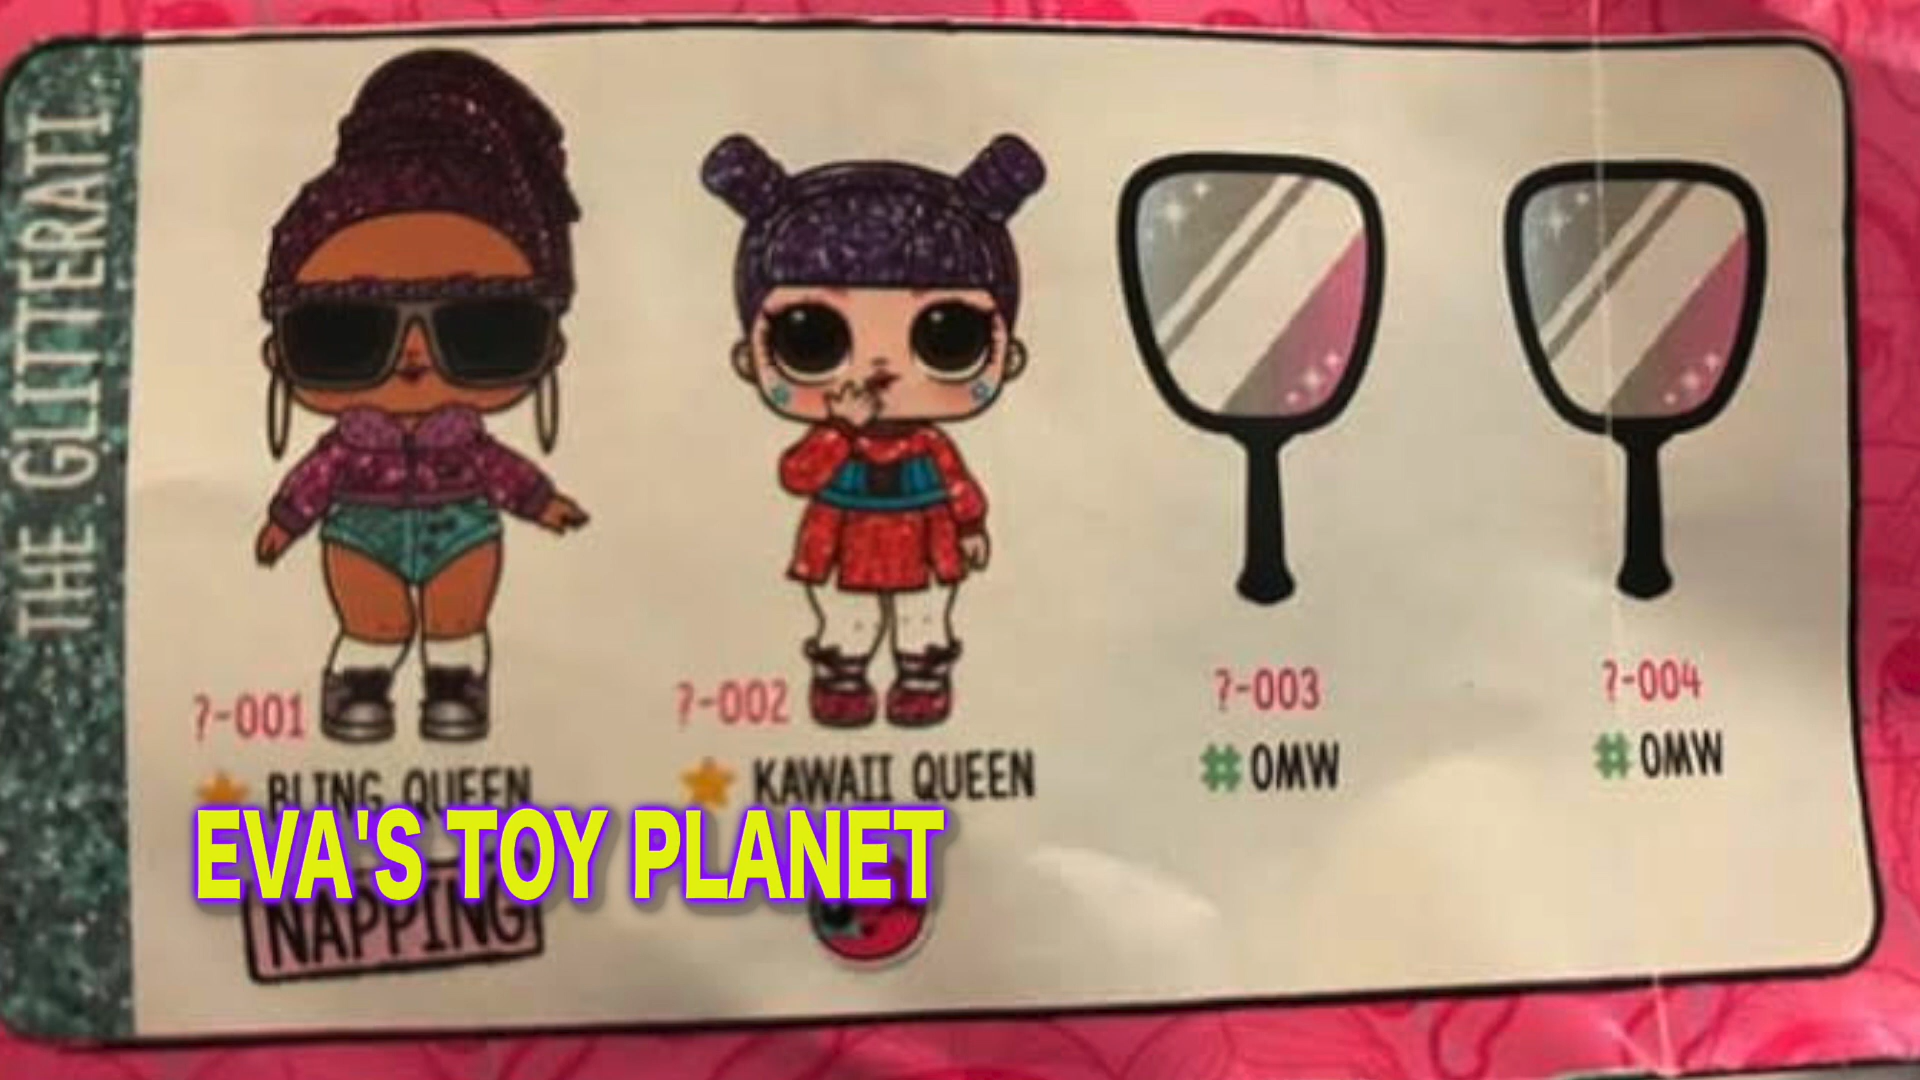 THE GLITTERATI
?-001
BLING QUEEN
NAPPING
?-002
KAWAII QUEEN
?-003
#OMW
?-004
#OMW
EVA'S TOY PLANET